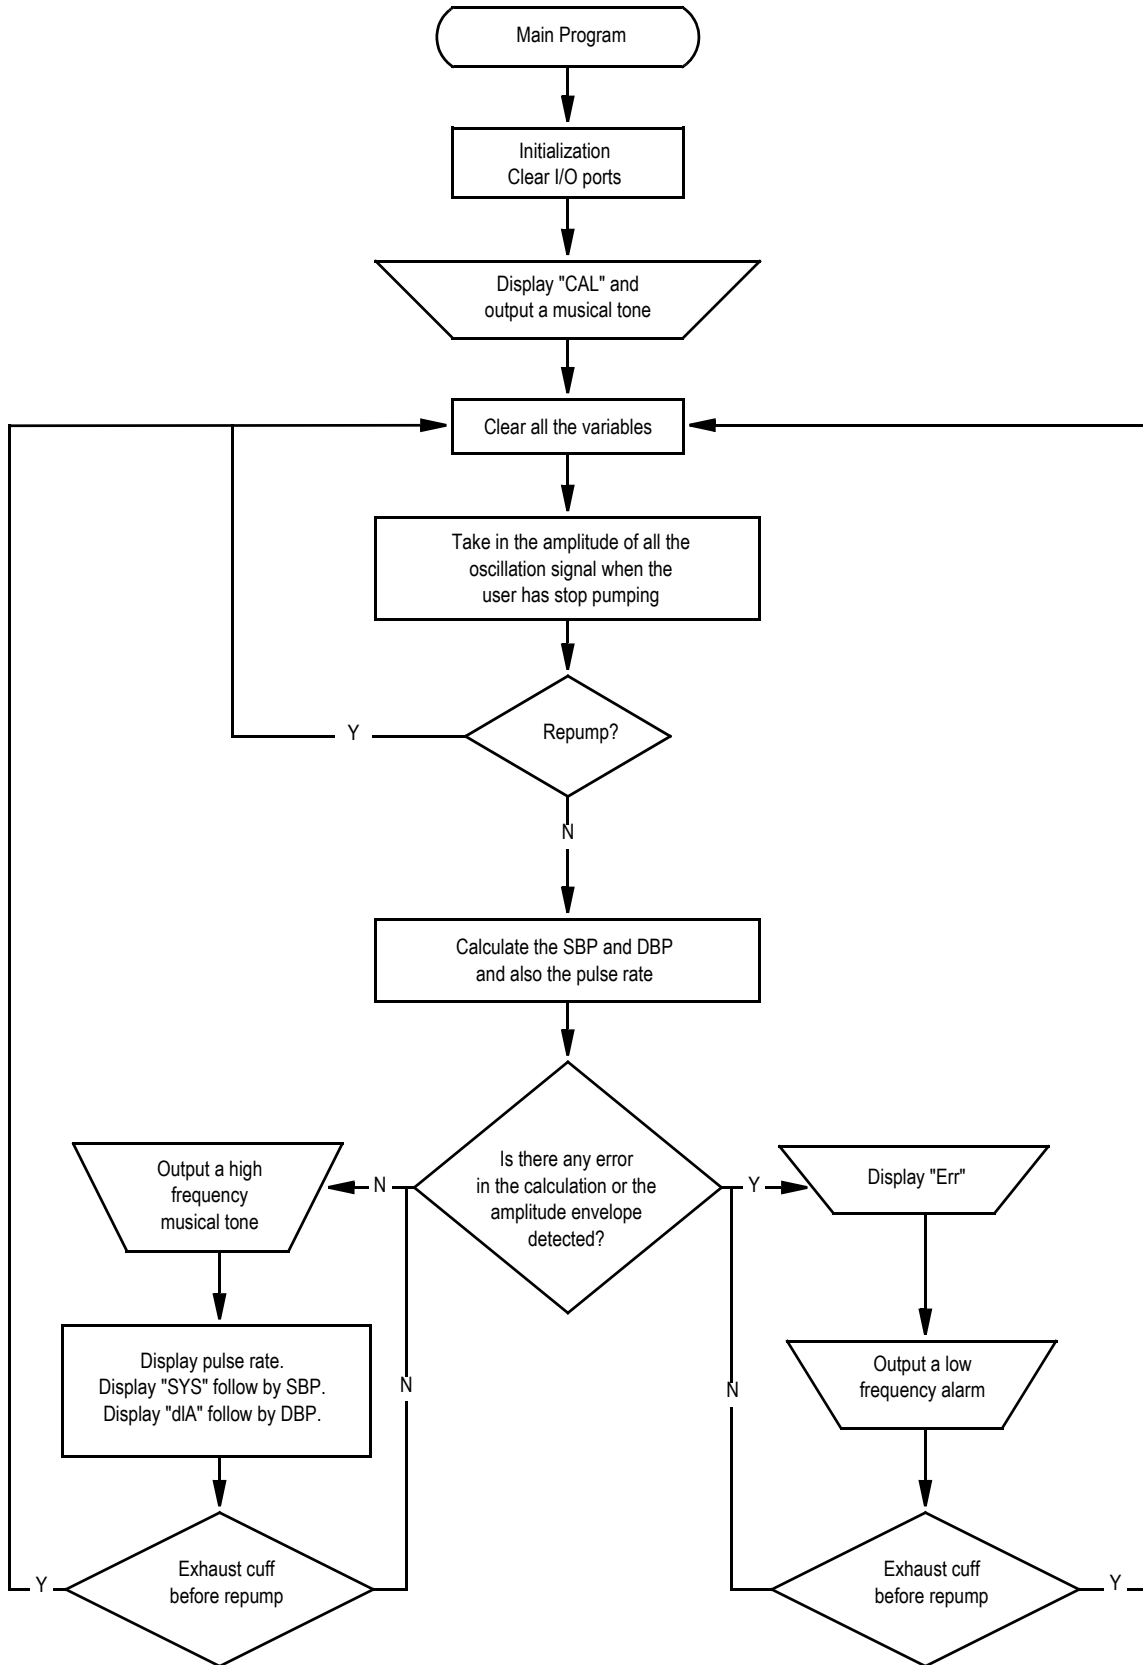 Main Program
Initialization
Clear I/O ports
Display "CAL" and
output a musical tone
Clear all the variables
Take in the amplitude of all the
oscillation signal when the
user has stop pumping
Y
Repump?
N
Calculate the SBP and DBP
and also the pulse rate
Output a high
frequency
musical tone
N
Is there any error
in the calculation or the
amplitude envelope
detected?
Y
Display "Err"
Display pulse rate.
Display "SYS" follow by SBP.
Display "dIA" follow by DBP.
N
N
Output a low
frequency alarm
Y
Exhaust cuff
before repump
Exhaust cuff
before repump
Y